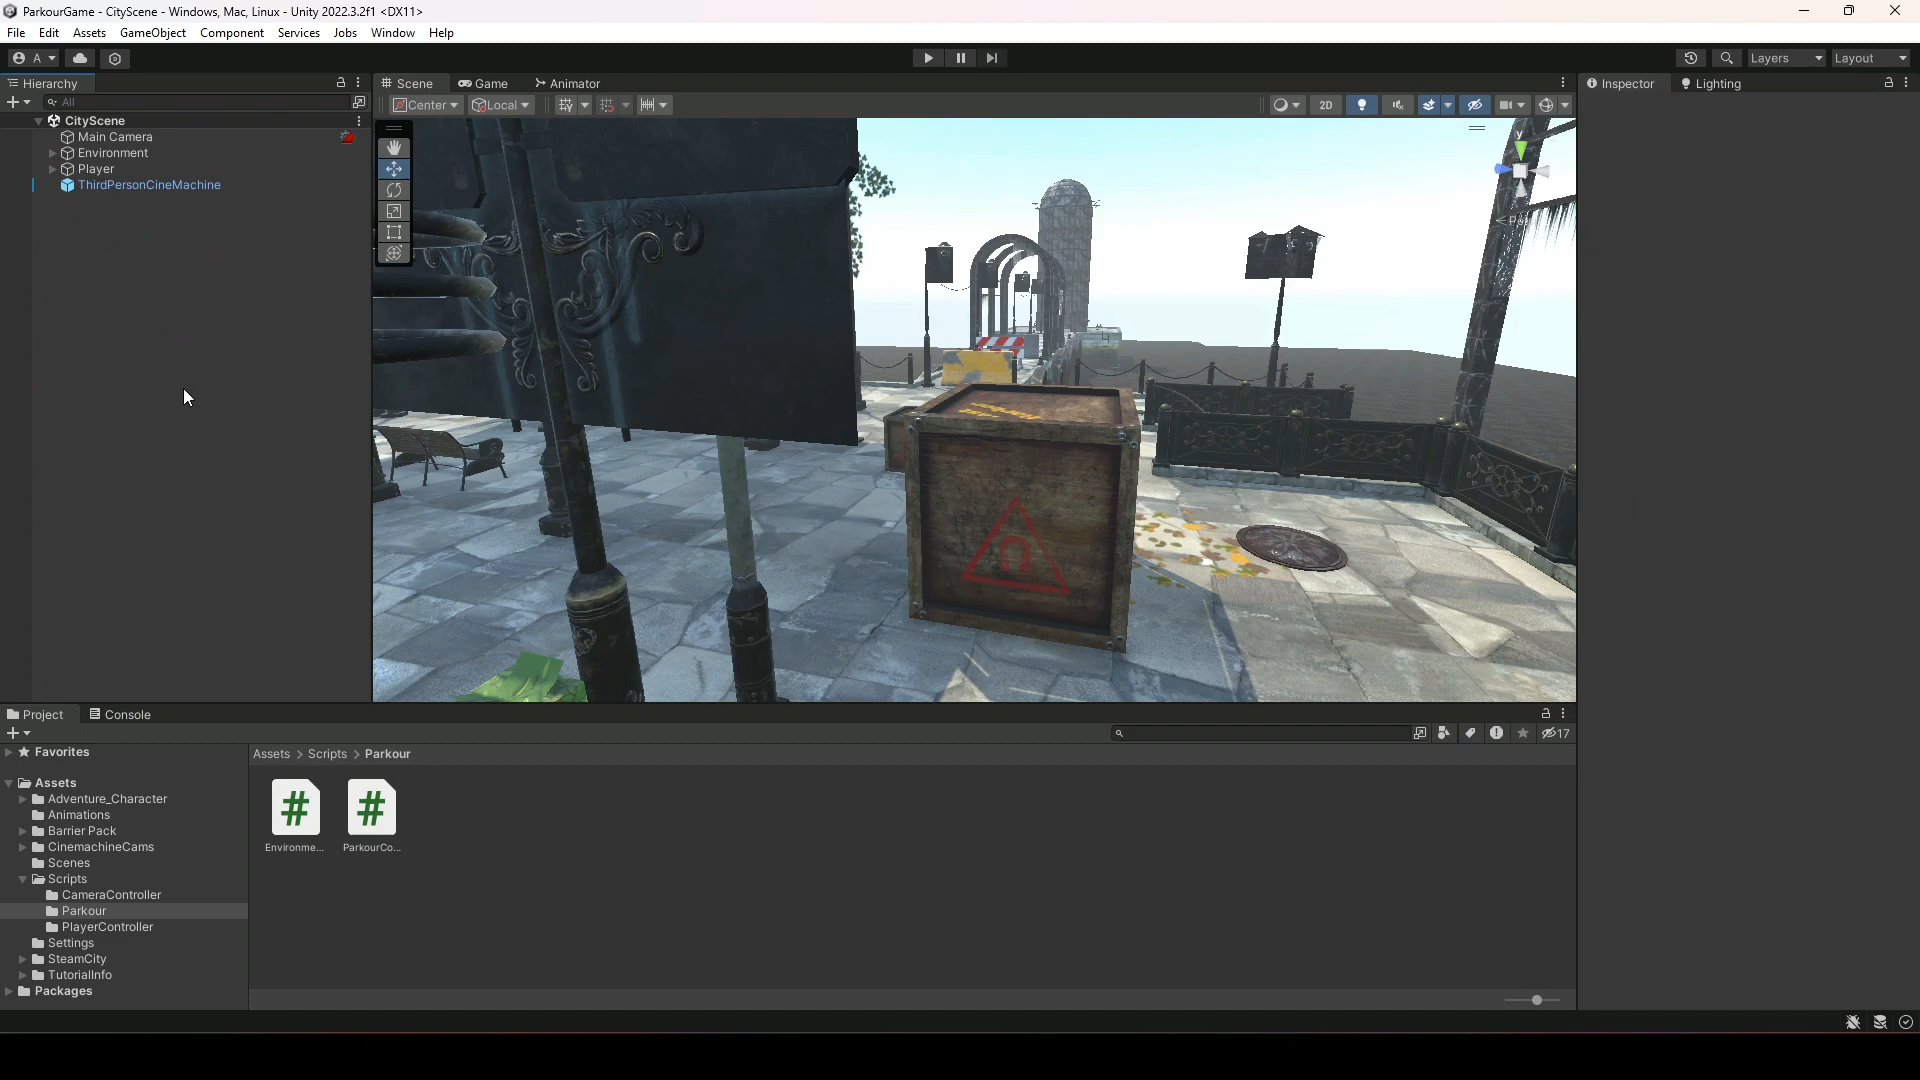 ParkourGame - CityScene - Windows, Mac, Linux - Unity 2022.3.2f1 <DX11>
File Edit Assets GameObject Component Services Jobs Window Help
A Layers Layout
Hierarchy
All
CityScene
Main Camera
Environment
Player
ThirdPersonCineMachine
Scene Game Animator
Center Local 2D
y
Inspector Lighting
Project Console
17
Favorites
Assets
Adventure_Character
Animations
Barrier Pack
CinemachineCams
Scenes
Scripts
CameraController
Parkour
PlayerController
Settings
SteamCity
TutorialInfo
Packages
Assets > Scripts > Parkour
# #
Environme... ParkourCo...